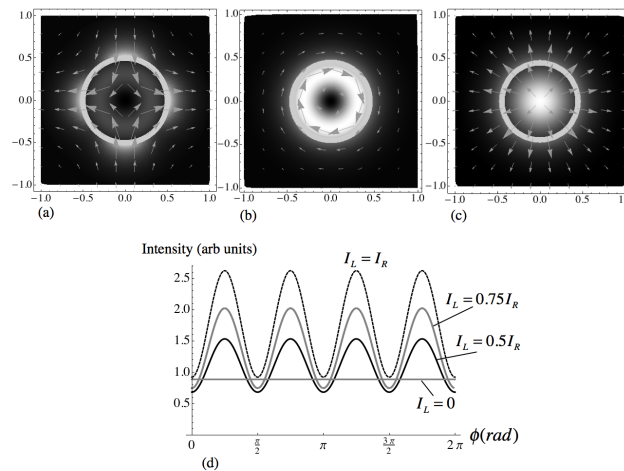 1.0
0.5
0.0
−0.5
−1.0
−1.0 −0.5 0.0 0.5 1.0
(a)
1.0
0.5
0.0
−0.5
−1.0
−1.0 −0.5 0.0 0.5 1.0
(b)
1.0
0.5
0.0
−0.5
−1.0
−1.0 −0.5 0.0 0.5 1.0
(c)
Intensity (arb units)
I_L = I_R
I_L = 0.75I_R
I_L = 0.5I_R
I_L = 0
2.5
2.0
1.5
1.0
0.5
0 π/2 π 3π/2 2π
ϕ(rad)
(d)